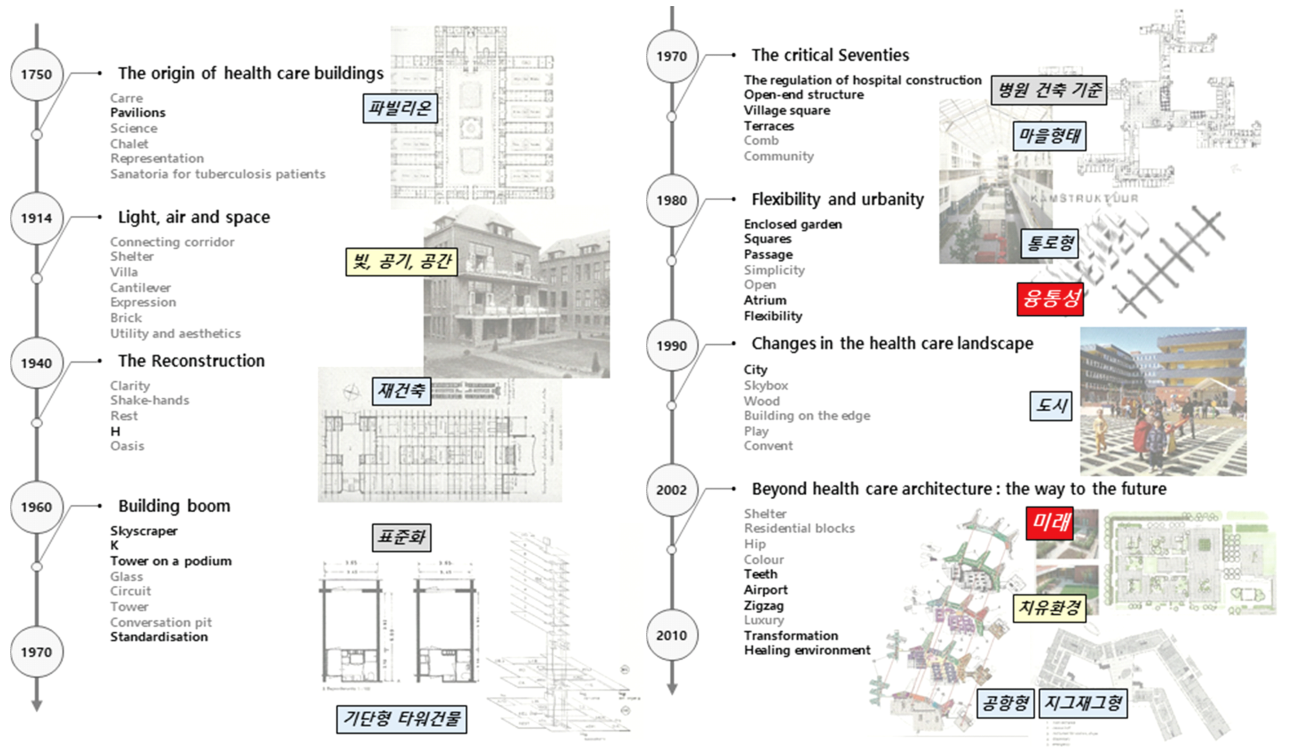 1750
The origin of health care buildings
Carre
Pavilions
Science
Chalet
Representation
Sanatoria for tuberculosis patients
파빌리온
1914
Light, air and space
Connecting corridor
Shelter
Villa
Cantilever
Expression
Brick
Utility and aesthetics
빛, 공기, 공간
1940
The Reconstruction
Clarity
Shake-hands
Rest
H
Oasis
재건축
1960
Building boom
Skyscraper
K
Tower on a podium
Glass
Circuit
Tower
Conversation pit
Standardisation
표준화
기단형 타워건물
1970
1970
The critical Seventies
The regulation of hospital construction
Open-end structure
Village square
Terraces
Comb
Community
병원 건축 기준
마을형태
1980
Flexibility and urbanity
Enclosed garden
Squares
Passage
Simplicity
Open
Atrium
Flexibility
KAMSTRUKTUUR
통로형
융통성
1990
Changes in the health care landscape
City
Skybox
Wood
Building on the edge
Play
Convent
도시
2002
Beyond health care architecture : the way to the future
Shelter
Residential blocks
Hip
Colour
Teeth
Airport
Zigzag
Luxury
Transformation
Healing environment
미래
치유환경
2010
공항형
지그재그형